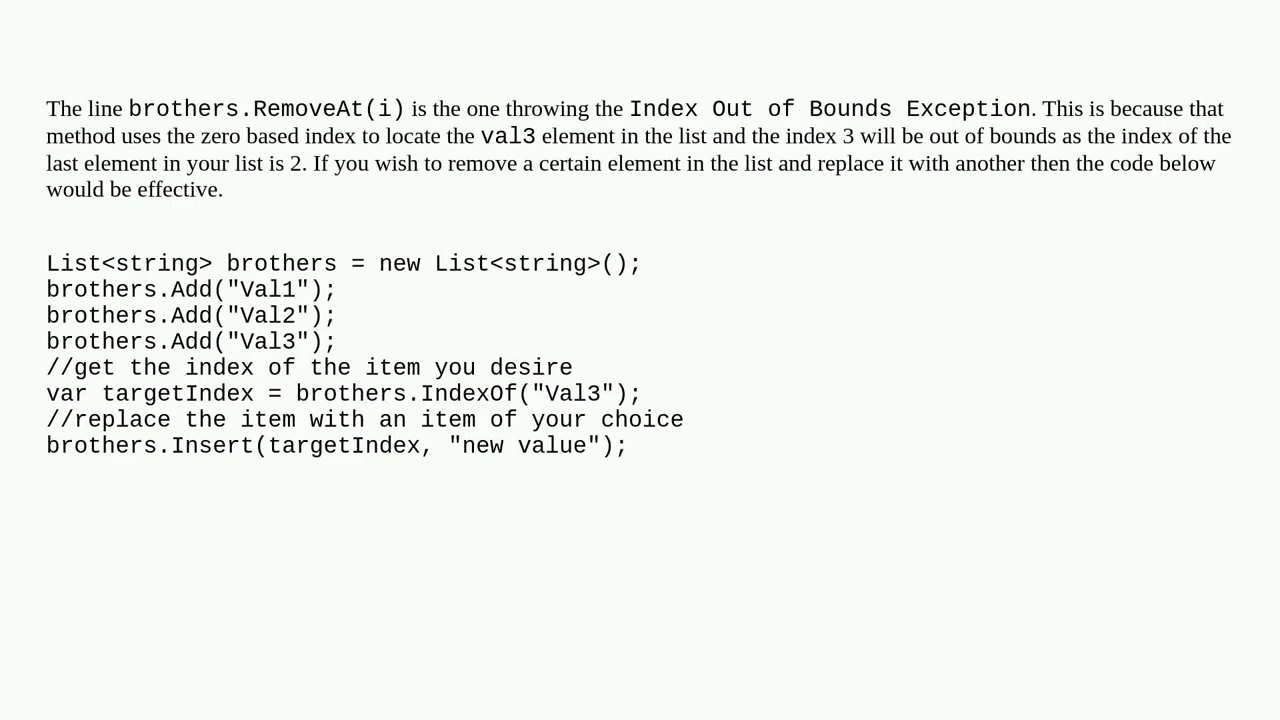 The line brothers.RemoveAt(i) is the one throwing the Index Out of Bounds Exception. This is because that
method uses the zero based index to locate the val3 element in the list and the index 3 will be out of bounds as the index of the
last element in your list is 2. If you wish to remove a certain element in the list and replace it with another then the code below
would be effective.
List<string> brothers = new List<string>();
brothers.Add("Val1");
brothers.Add("Val2");
brothers.Add("Val3");
//get the index of the item you desire
var targetIndex = brothers.IndexOf("Val3");
//replace the item with an item of your choice
brothers.Insert(targetIndex, "new value");